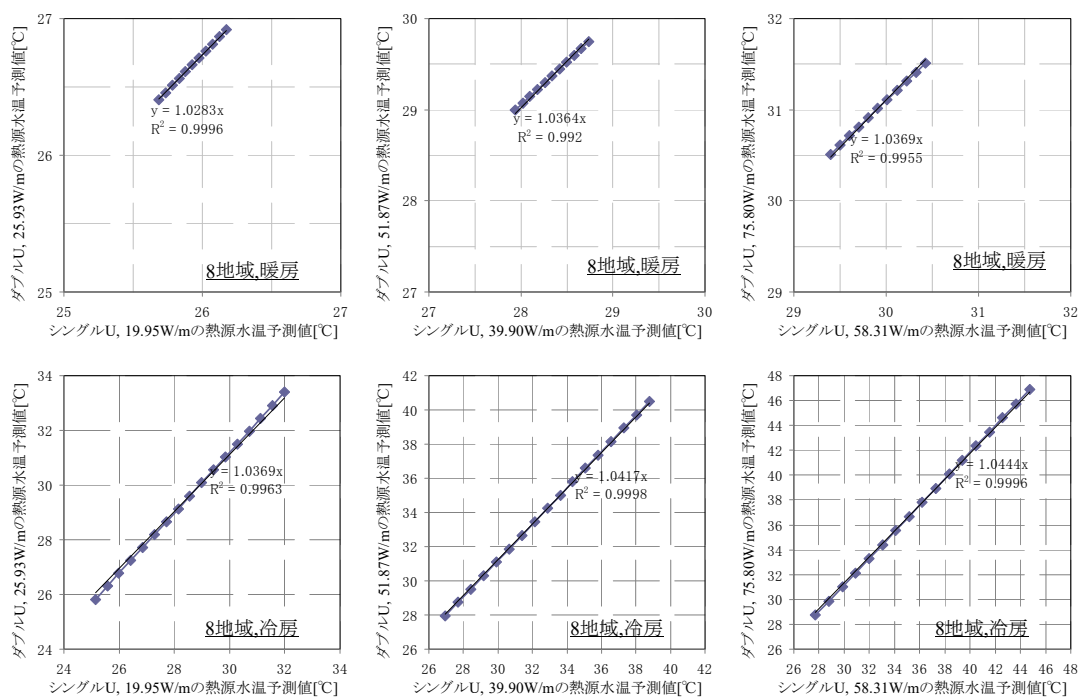 ダブルU, 25.93W/mの熱源水温予測値[℃]
27
26
25
y = 1.0283x
R² = 0.9996
8地域,暖房
25
26
27
シングルU, 19.95W/mの熱源水温予測値[℃]
ダブルU, 51.87W/mの熱源水温予測値[℃]
30
29
28
27
y = 1.0364x
R² = 0.992
8地域,暖房
27
28
29
30
シングルU, 39.90W/mの熱源水温予測値[℃]
ダブルU, 75.80W/mの熱源水温予測値[℃]
32
31
30
29
y = 1.0369x
R² = 0.9955
8地域,暖房
29
30
31
32
シングルU, 58.31W/mの熱源水温予測値[℃]
ダブルU, 25.93W/mの熱源水温予測値[℃]
34
32
30
28
26
24
y = 1.0369x
R² = 0.9963
8地域,冷房
24
26
28
30
32
34
シングルU, 19.95W/mの熱源水温予測値[℃]
ダブルU, 51.87W/mの熱源水温予測値[℃]
42
40
38
36
34
32
30
28
26
y = 1.0417x
R² = 0.9998
8地域,冷房
26
28
30
32
34
36
38
40
42
シングルU, 39.90W/mの熱源水温予測値[℃]
ダブルU, 75.80W/mの熱源水温予測値[℃]
48
46
44
42
40
38
36
34
32
30
28
26
y = 1.0444x
R² = 0.9996
8地域,冷房
26
28
30
32
34
36
38
40
42
44
46
48
シングルU, 58.31W/mの熱源水温予測値[℃]